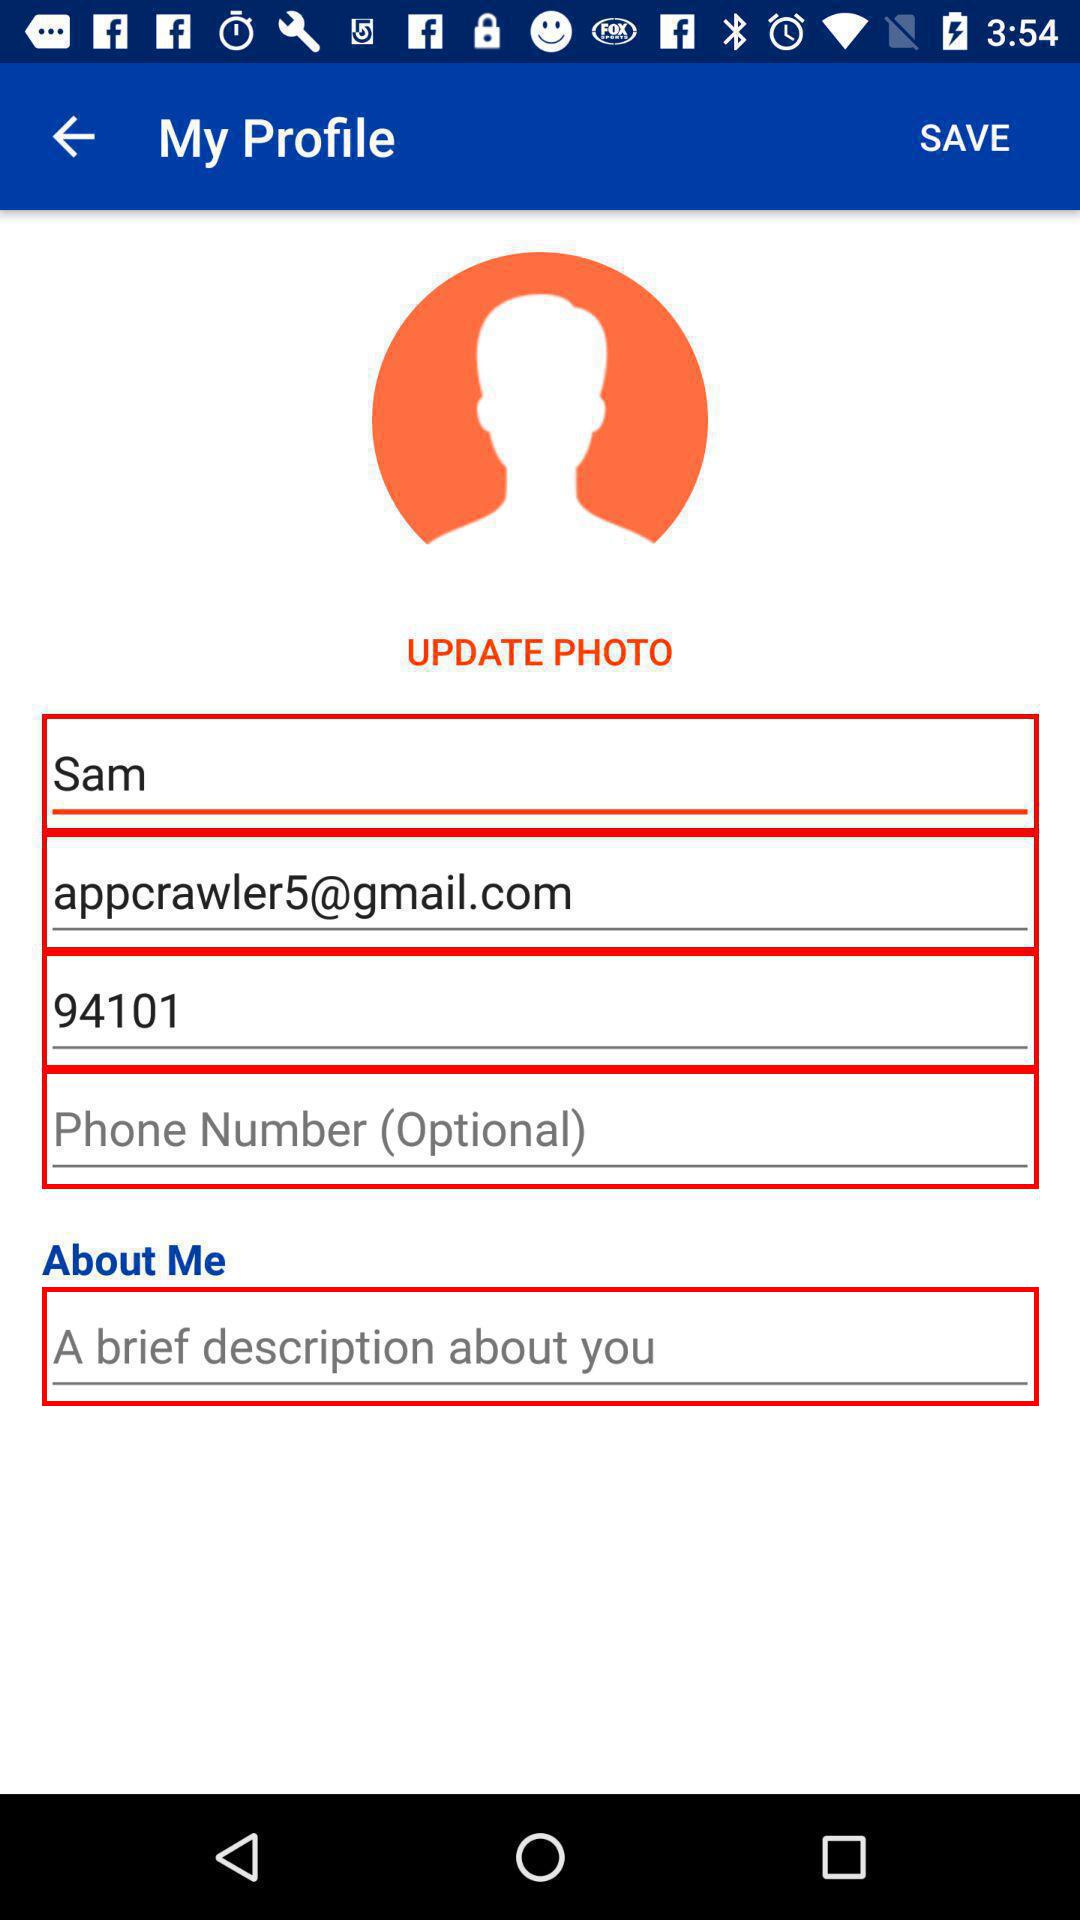 3:54
My Profile
SAVE
UPDATE PHOTO
Sam
appcrawler5@gmail.com
94101
Phone Number (Optional)
About Me
A brief description about you